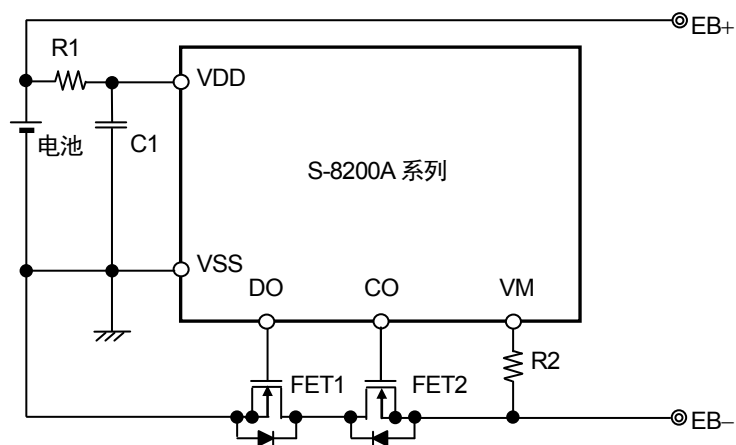 EB+
R1
VDD
电池
C1
S-8200A 系列
VSS
DO
CO
VM
R2
FET1
FET2
EB−